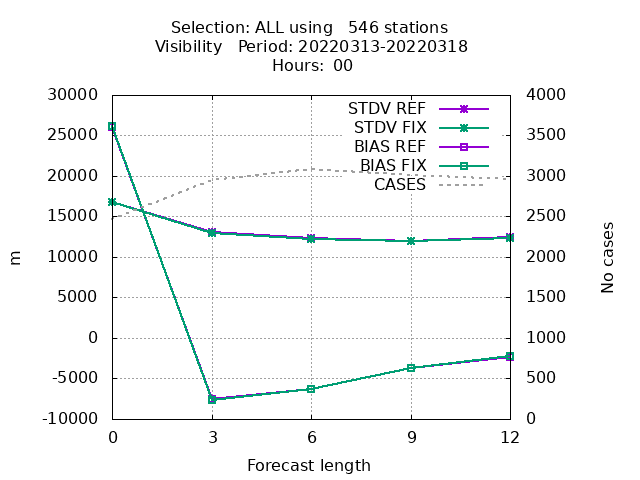 Selection: ALL using   546 stations
Visibility   Period: 20220313-20220318
Hours:  00
30000
25000
20000
15000
10000
5000
0
-5000
-10000
m
STDV REF
STDV FIX
BIAS REF
BIAS FIX
CASES
4000
3500
3000
2500
2000
1500
1000
500
0
No cases
0 3 6 9 12
Forecast length